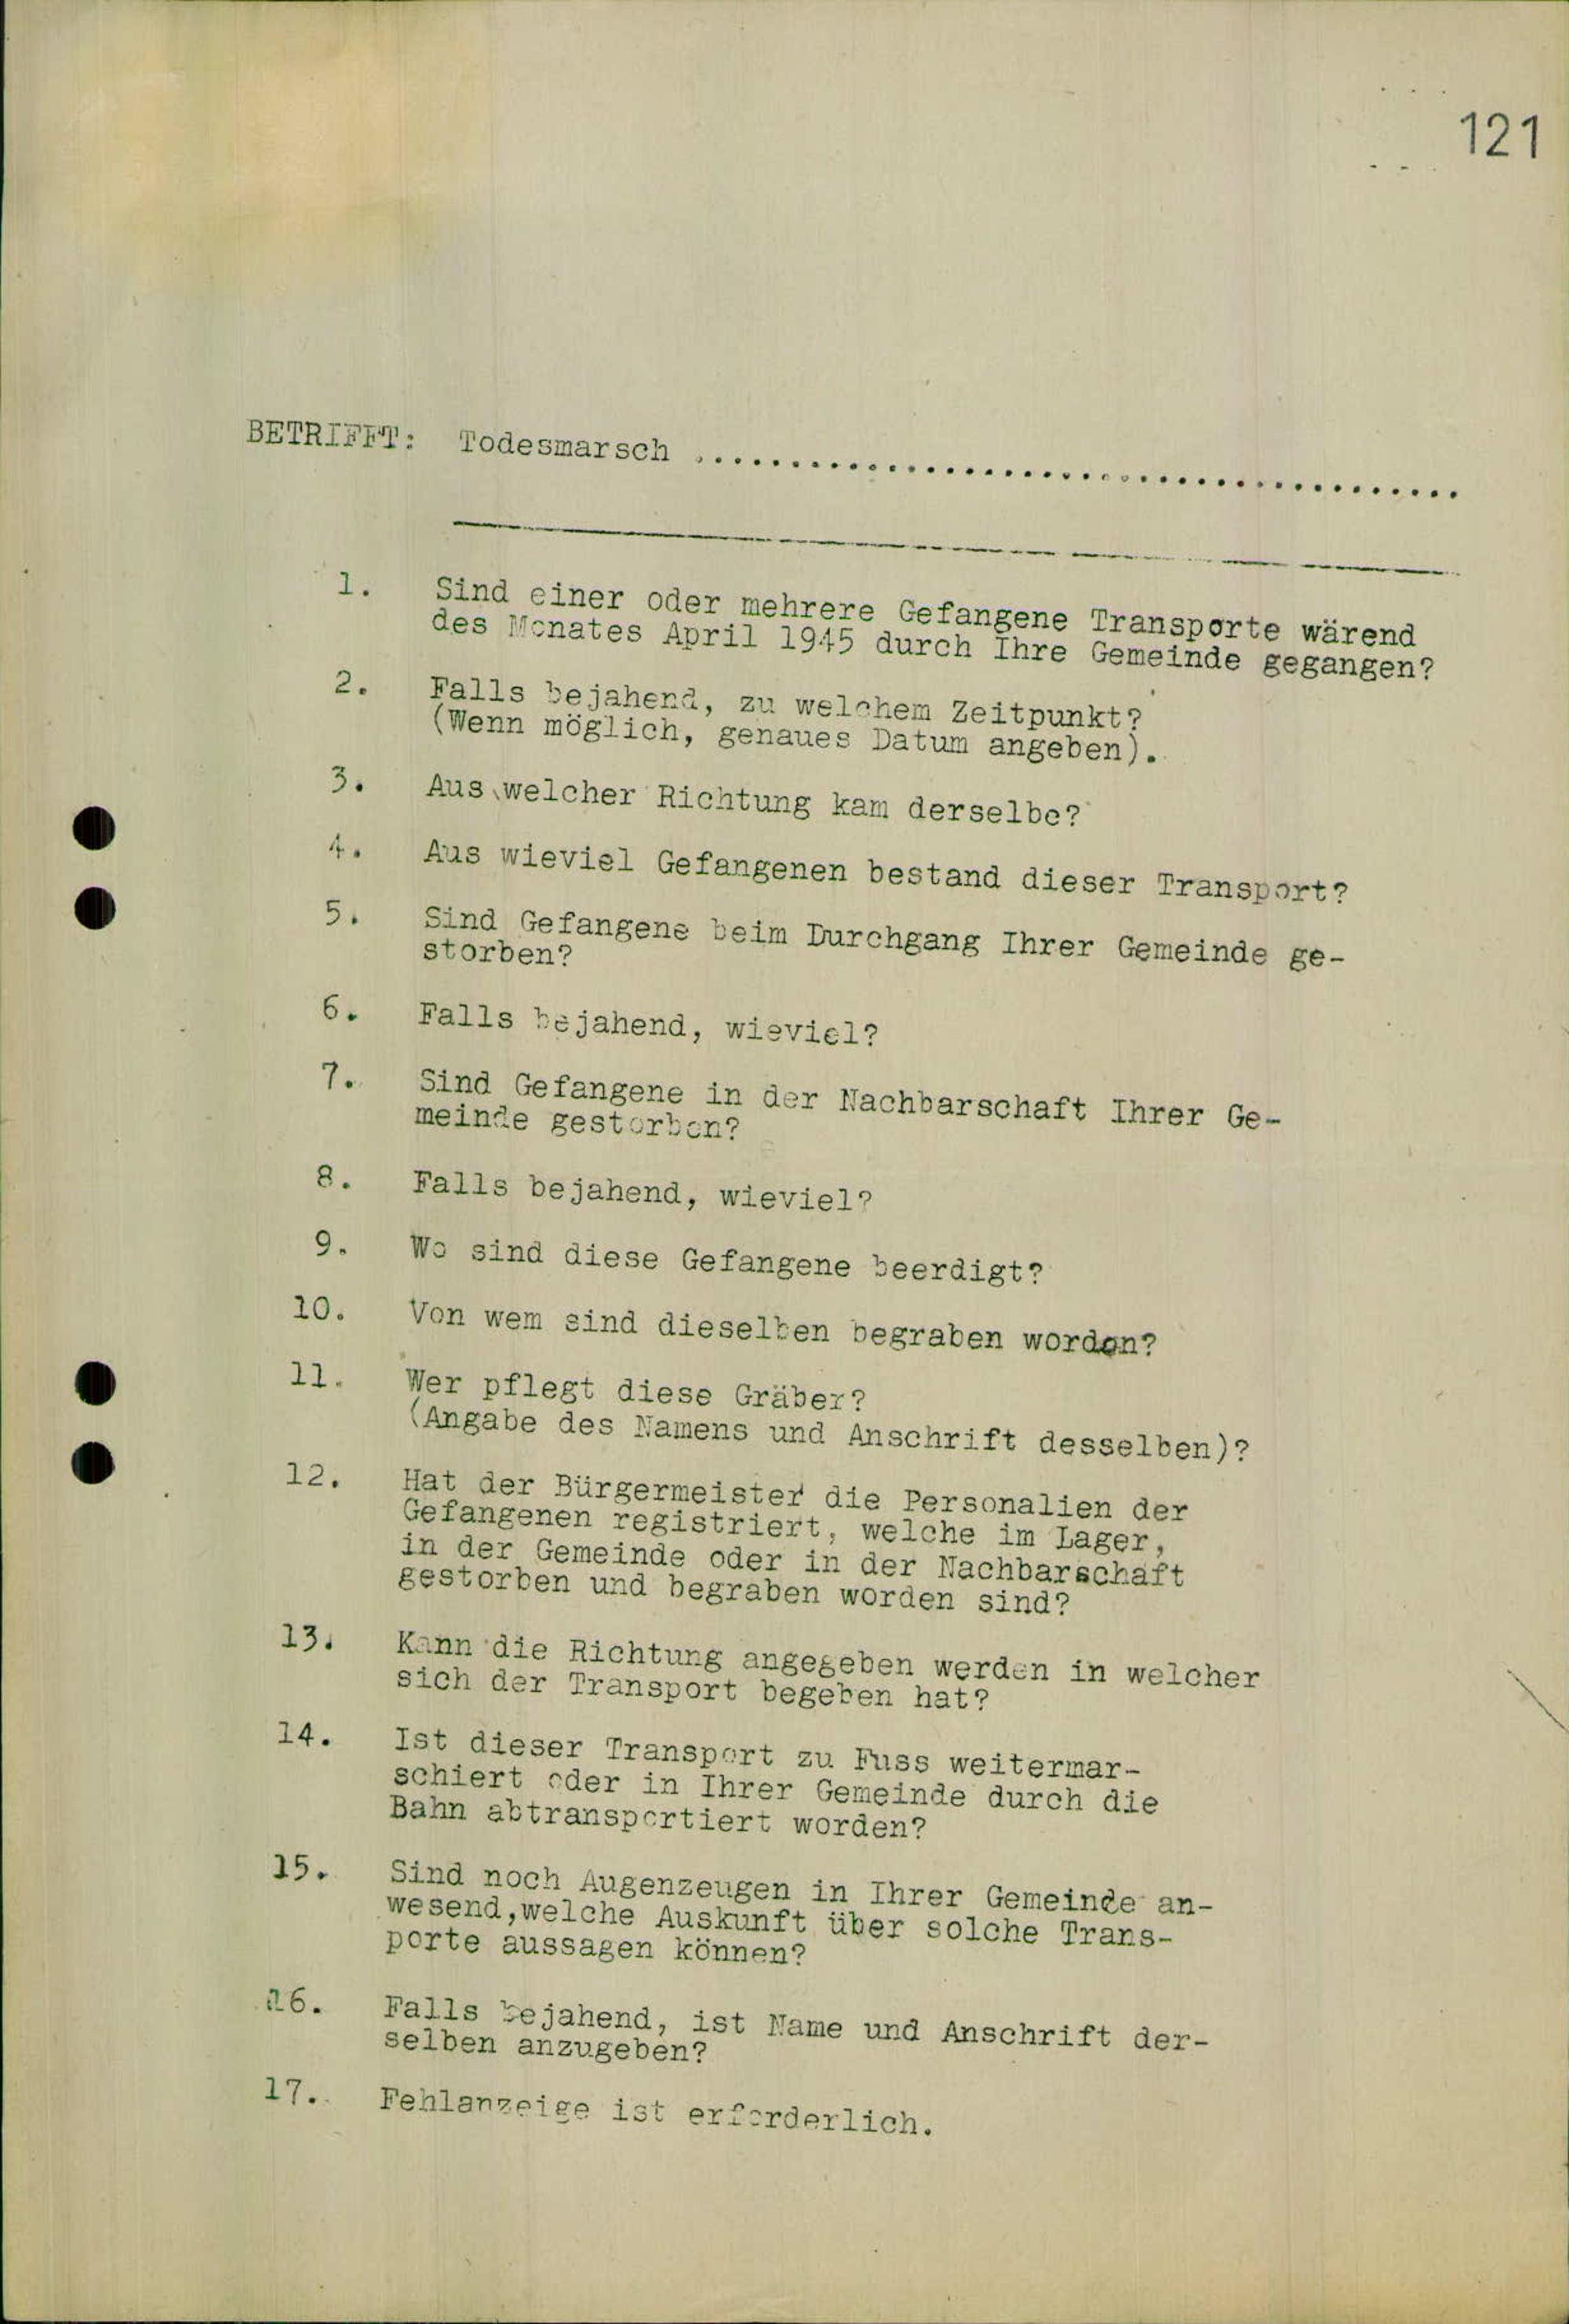 121
BETRIFFT: Todesmarsch ........................................
1. Sind einer oder mehrere Gefangene Transporte wärend
des Monates April 1945 durch Ihre Gemeinde gegangen?
2. Falls bejahend, zu welchem Zeitpunkt?
(Wenn möglich, genaues Datum angeben).
3. Aus welcher Richtung kam derselbe?
4. Aus wieviel Gefangenen bestand dieser Transport?
5. Sind Gefangene beim Durchgang Ihrer Gemeinde ge-
storben?
6. Falls bejahend, wieviel?
7. Sind Gefangene in der Nachbarschaft Ihrer Ge-
meinde gestorben?
8. Falls bejahend, wieviel?
9. Wo sind diese Gefangene beerdigt?
10. Von wem sind dieselben begraben worden?
11. Wer pflegt diese Gräber?
(Angabe des Namens und Anschrift desselben)?
12. Hat der Bürgermeister die Personalien der
Gefangenen registriert, welche im Lager,
in der Gemeinde oder in der Nachbarschaft
gestorben und begraben worden sind?
13. Kann die Richtung angegeben werden in welcher
sich der Transport begeben hat?
14. Ist dieser Transport zu Fuss weitermar-
schiert oder in Ihrer Gemeinde durch die
Bahn abtransportiert worden?
15. Sind noch Augenzeugen in Ihrer Gemeinde an-
wesend,welche Auskunft über solche Trans-
porte aussagen können?
16. Falls bejahend, ist Name und Anschrift der-
selben anzugeben?
17. Fehlanzeige ist erforderlich.